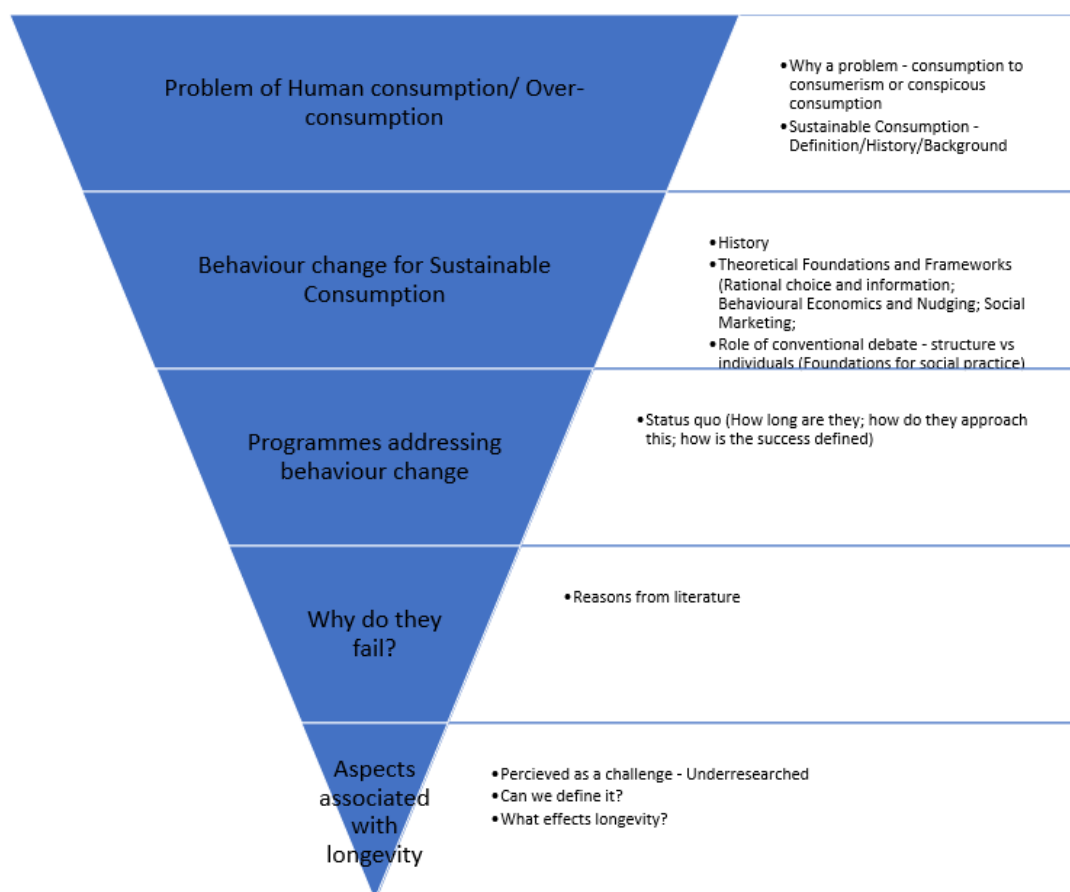 Problem of Human consumption/ Over-
consumption
•Why a problem - consumption to
consumerism or conspicous
consumption
•Sustainable Consumption -
Definition/History/Background
Behaviour change for Sustainable
Consumption
•History
•Theoretical Foundations and Frameworks
(Rational choice and information;
Behavioural Economics and Nudging; Social
Marketing;
•Role of conventional debate - structure vs
individuals (Foundations for social practice)
Programmes addressing
behaviour change
•Status quo (How long are they; how do they approach
this; how is the success defined)
Why do they
fail?
•Reasons from literature
Aspects
associated
with
longevity
•Percieved as a challenge - Underresearched
•Can we define it?
•What effects longevity?